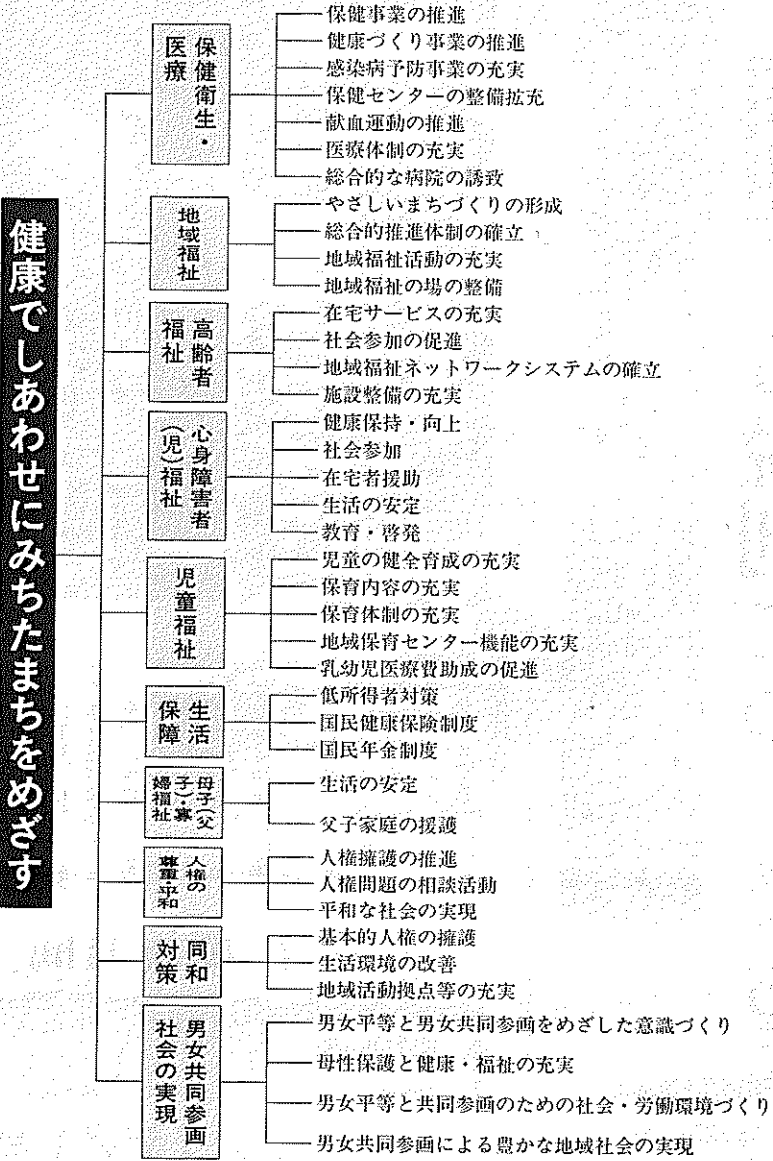 健康でしあわせにみちたまちをめざす
保健衛生・
医療
保健事業の推進
健康づくり事業の推進
感染病予防事業の充実
保健センターの整備拡充
献血運動の推進
医療体制の充実
総合的な病院の誘致
地域福祉
やさしいまちづくりの形成
総合的推進体制の確立
地域福祉活動の充実
地域福祉の場の整備
高齢者
福祉
在宅サービスの充実
社会参加の促進
地域福祉ネットワークシステムの確立
施設整備の充実
心身障害者
(児)福祉
健康保持・向上
社会参加
在宅者援助
生活の安定
教育・啓発
児童福祉
児童の健全育成の充実
保育内容の充実
保育体制の充実
地域保育センター機能の充実
乳幼児医療費助成の促進
生活
保障
低所得者対策
国民健康保険制度
国民年金制度
母子(父
子)・寡
婦福祉
生活の安定
父子家庭の援護
人権の
尊重・平和
人権擁護の推進
人権問題の相談活動
平和な社会の実現
同和
対策
基本的人権の擁護
生活環境の改善
地域活動拠点等の充実
男女共同参画
社会の実現
男女平等と男女共同参画をめざした意識づくり
母性保護と健康・福祉の充実
男女平等と共同参画のための社会・労働環境づくり
男女共同参画による豊かな地域社会の実現